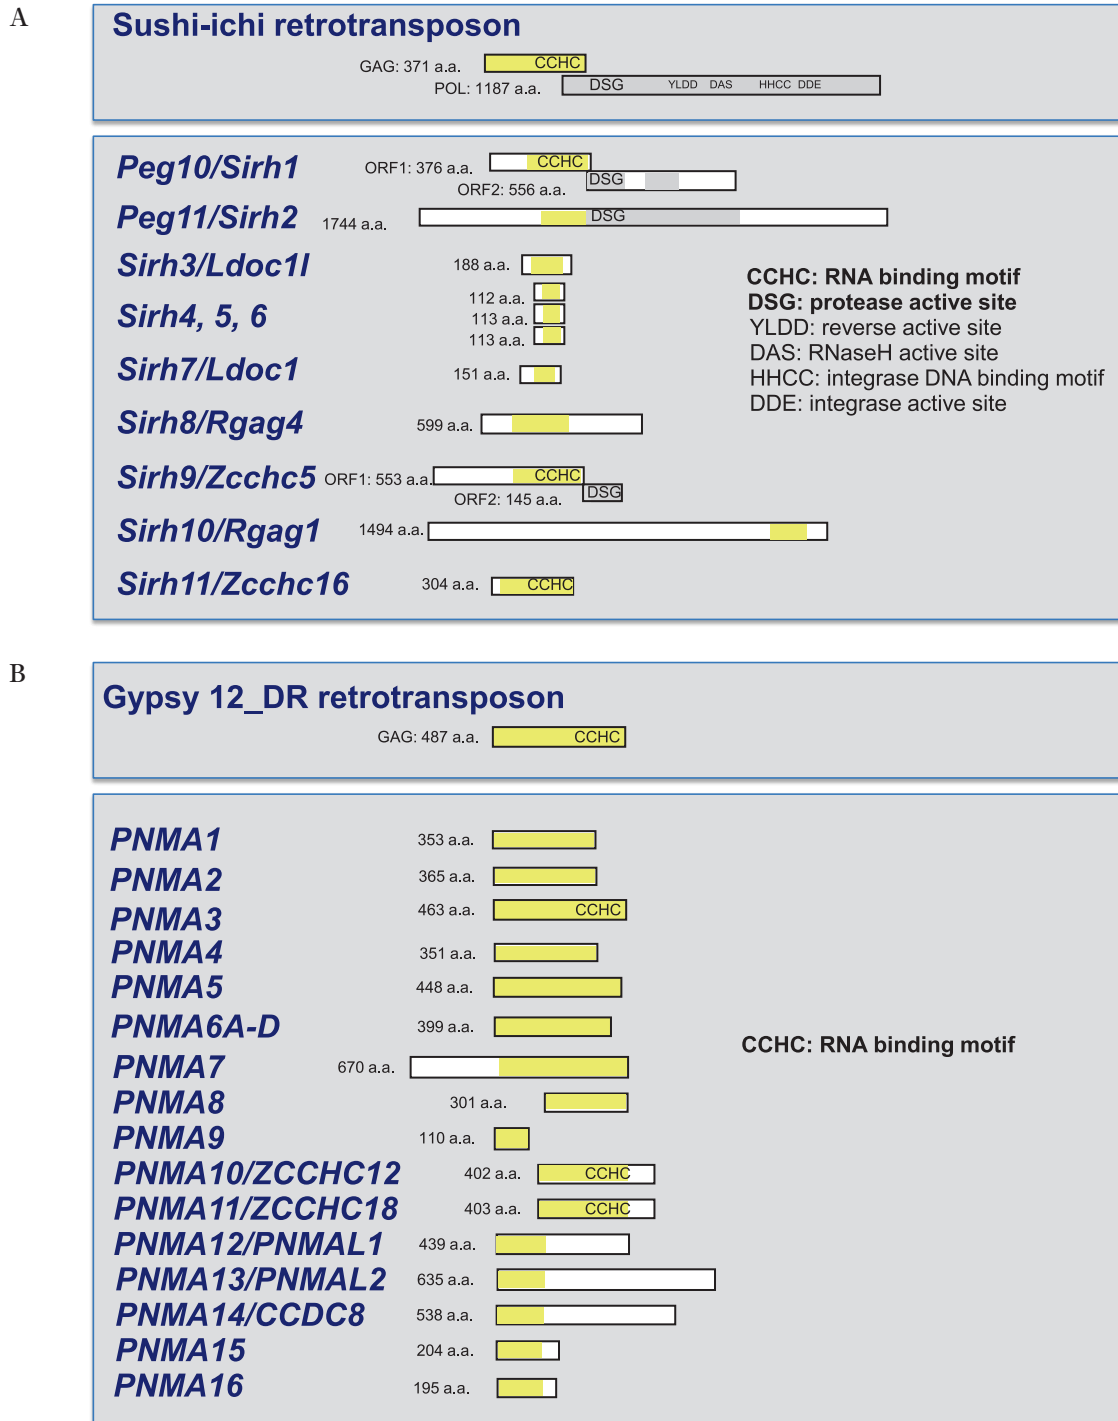 A
Sushi-ichi retrotransposon
GAG: 371 a.a. CCHC
POL: 1187 a.a. DSG YLDD DAS HHCC DDE
Peg10/Sirh1 ORF1: 376 a.a. CCHC
ORF2: 556 a.a. DSG
Peg11/Sirh2 1744 a.a. DSG
Sirh3/Ldoc1l 188 a.a.
Sirh4, 5, 6 112 a.a.
113 a.a.
113 a.a.
Sirh7/Ldoc1 151 a.a.
Sirh8/Rgag4 599 a.a.
Sirh9/Zcchc5 ORF1: 553 a.a. CCHC
ORF2: 145 a.a. DSG
Sirh10/Rgag1 1494 a.a.
Sirh11/Zcchc16 304 a.a. CCHC
CCHC: RNA binding motif
DSG: protease active site
YLDD: reverse active site
DAS: RNaseH active site
HHCC: integrase DNA binding motif
DDE: integrase active site
B
Gypsy 12_DR retrotransposon
GAG: 487 a.a. CCHC
PNMA1 353 a.a.
PNMA2 365 a.a.
PNMA3 463 a.a. CCHC
PNMA4 351 a.a.
PNMA5 448 a.a.
PNMA6A-D 399 a.a.
PNMA7 670 a.a.
PNMA8 301 a.a.
PNMA9 110 a.a.
PNMA10/ZCCHC12 402 a.a. CCHC
PNMA11/ZCCHC18 403 a.a. CCHC
PNMA12/PNMAL1 439 a.a.
PNMA13/PNMAL2 635 a.a.
PNMA14/CCDC8 538 a.a.
PNMA15 204 a.a.
PNMA16 195 a.a.
CCHC: RNA binding motif